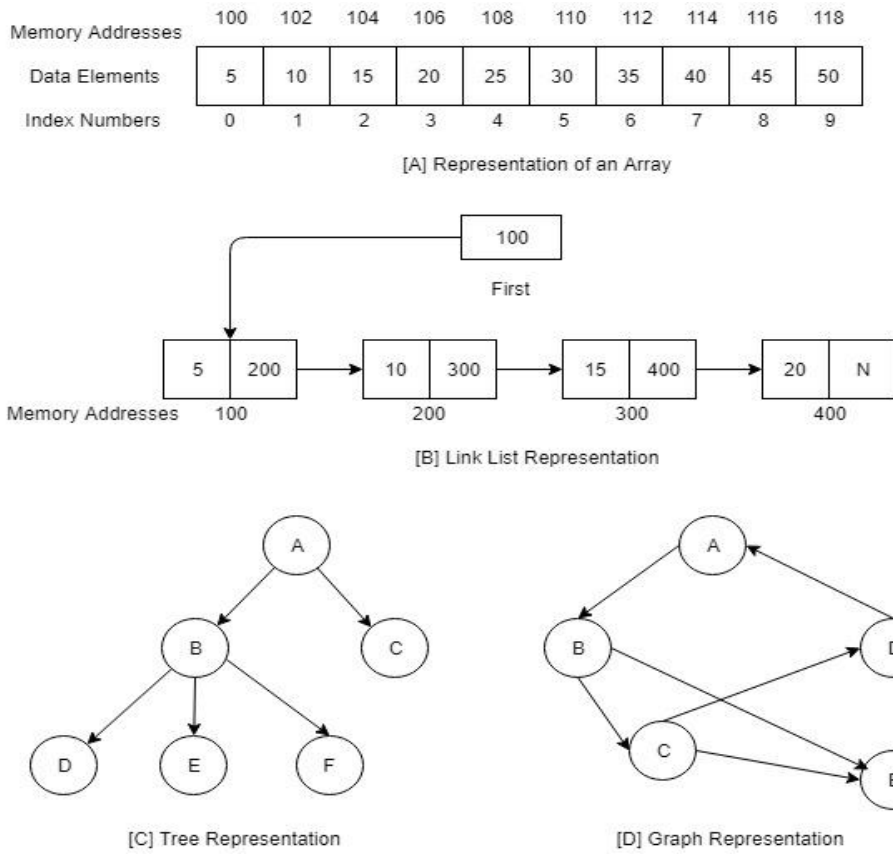 100 102 104 106 108 110 112 114 116 118
Memory Addresses
Data Elements 5 10 15 20 25 30 35 40 45 50
Index Numbers 0 1 2 3 4 5 6 7 8 9
[A] Representation of an Array
100
First
5 200 10 300 15 400 20 N
Memory Addresses 100 200 300 400
[B] Link List Representation
A
B C
D E F
[C] Tree Representation
A
B D
C
[D] Graph Representation